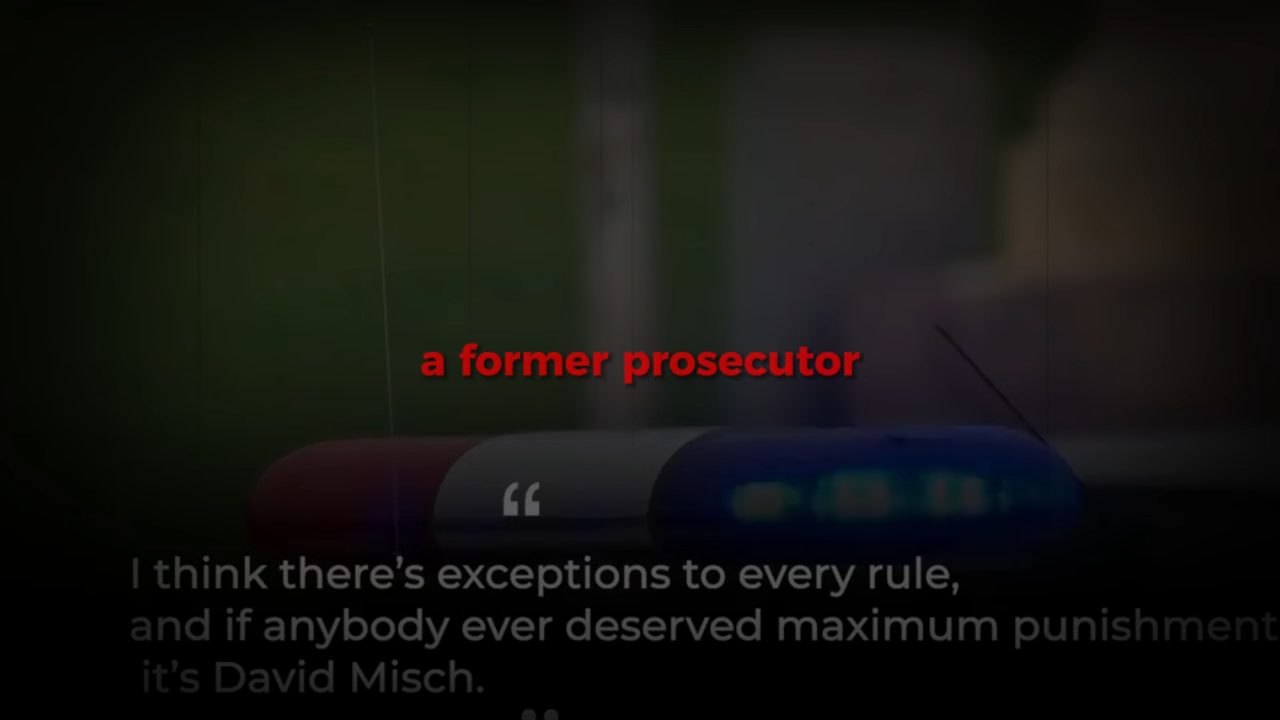 a former prosecutor
“
I think there’s exceptions to every rule,
and if anybody ever deserved maximum punishment
it’s David Misch.
”